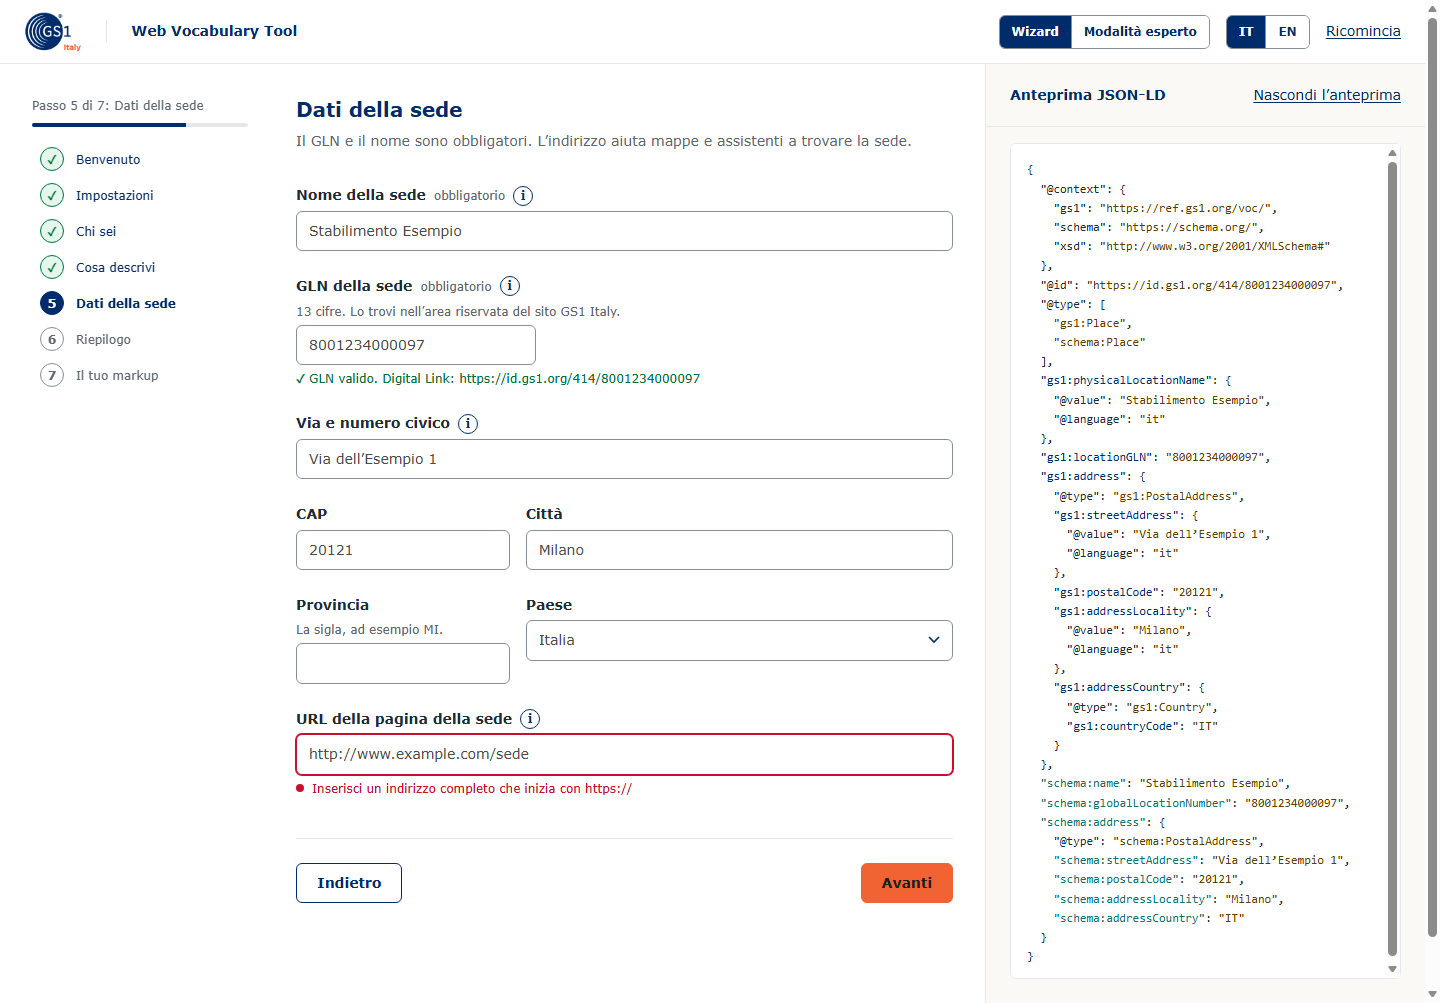 GS1 Italy
Web Vocabulary Tool
Wizard
Modalità esperto
IT
EN
Ricomincia
Passo 5 di 7: Dati della sede
Benvenuto
Impostazioni
Chi sei
Cosa descrivi
5 Dati della sede
6 Riepilogo
7 Il tuo markup
Dati della sede
Il GLN e il nome sono obbligatori. L’indirizzo aiuta mappe e assistenti a trovare la sede.
Nome della sede obbligatorio i
Stabilimento Esempio
GLN della sede obbligatorio i
13 cifre. Lo trovi nell’area riservata del sito GS1 Italy.
8001234000097
✓ GLN valido. Digital Link: https://id.gs1.org/414/8001234000097
Via e numero civico i
Via dell’Esempio 1
CAP
20121
Città
Milano
Provincia
La sigla, ad esempio MI.
Paese
Italia
URL della pagina della sede i
http://www.example.com/sede
Inserisci un indirizzo completo che inizia con https://
Indietro
Avanti
Anteprima JSON-LD
Nascondi l’anteprima
{
"@context": {
"gs1": "https://ref.gs1.org/voc/",
"schema": "https://schema.org/",
"xsd": "http://www.w3.org/2001/XMLSchema#"
},
"@id": "https://id.gs1.org/414/8001234000097",
"@type": [
"gs1:Place",
"schema:Place"
],
"gs1:physicalLocationName": {
"@value": "Stabilimento Esempio",
"@language": "it"
},
"gs1:locationGLN": "8001234000097",
"gs1:address": {
"@type": "gs1:PostalAddress",
"gs1:streetAddress": {
"@value": "Via dell’Esempio 1",
"@language": "it"
},
"gs1:postalCode": "20121",
"gs1:addressLocality": {
"@value": "Milano",
"@language": "it"
},
"gs1:addressCountry": {
"@type": "gs1:Country",
"gs1:countryCode": "IT"
}
},
"schema:name": "Stabilimento Esempio",
"schema:globalLocationNumber": "8001234000097",
"schema:address": {
"@type": "schema:PostalAddress",
"schema:streetAddress": "Via dell’Esempio 1",
"schema:postalCode": "20121",
"schema:addressLocality": "Milano",
"schema:addressCountry": "IT"
}
}